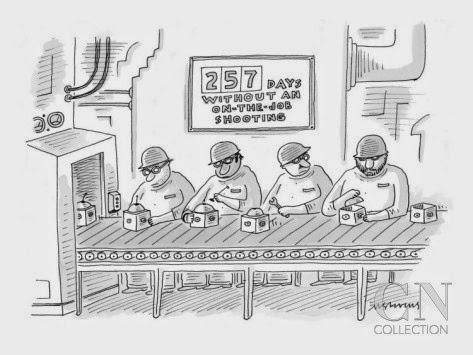 257 DAYS
WITHOUT AN
ON-THE-JOB
SHOOTING
CN
COLLECTION